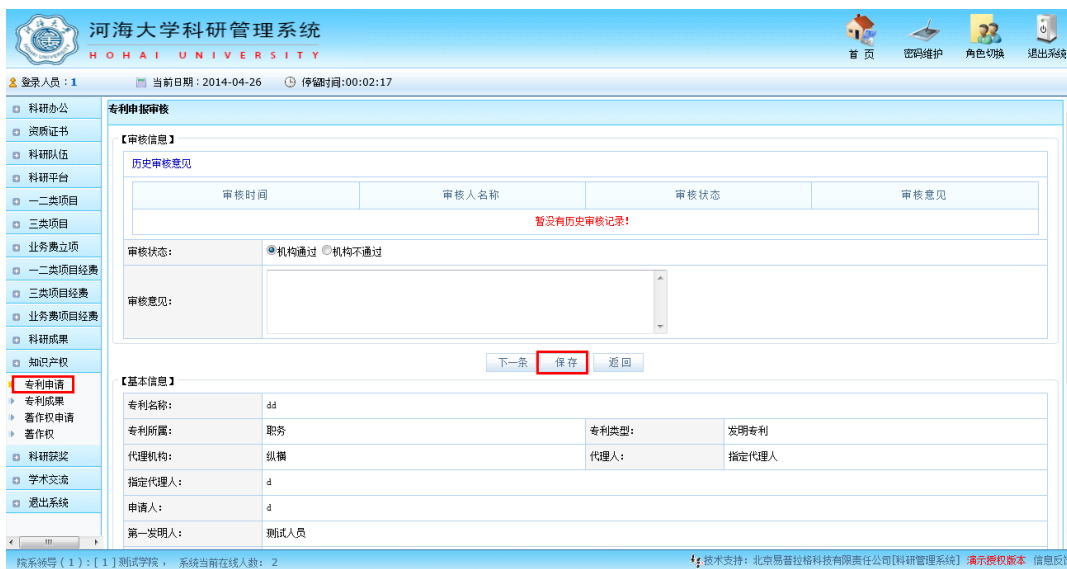 河海大学科研管理系统
HOHAI UNIVERSITY
首 页 密码维护 角色切换 退出系统
登录人员：1 当前日期：2014-04-26 停留时间:00:02:17
科研办公
资质证书
科研队伍
科研平台
一二类项目
三类项目
业务费立项
一二类项目经费
三类项目经费
业务费项目经费
科研成果
知识产权
专利申请
专利成果
著作权申请
著作权
科研获奖
学术交流
退出系统
专利申报审核
【审核信息】
历史审核意见
审核时间 审核人名称 审核状态 审核意见
暂没有历史审核记录!
审核状态: 机构通过 机构不通过
审核意见:
下一条 保存 返回
【基本信息】
专利名称: dd
专利所属: 职务 专利类型: 发明专利
代理机构: 纵横 代理人: 指定代理人
指定代理人: d
申请人: d
第一发明人: 测试人员
院系领导(1):[1]测试学院， 系统当前在线人数: 2 技术支持: 北京易普拉格科技有限责任公司[科研管理系统] 演示授权版本 信息反